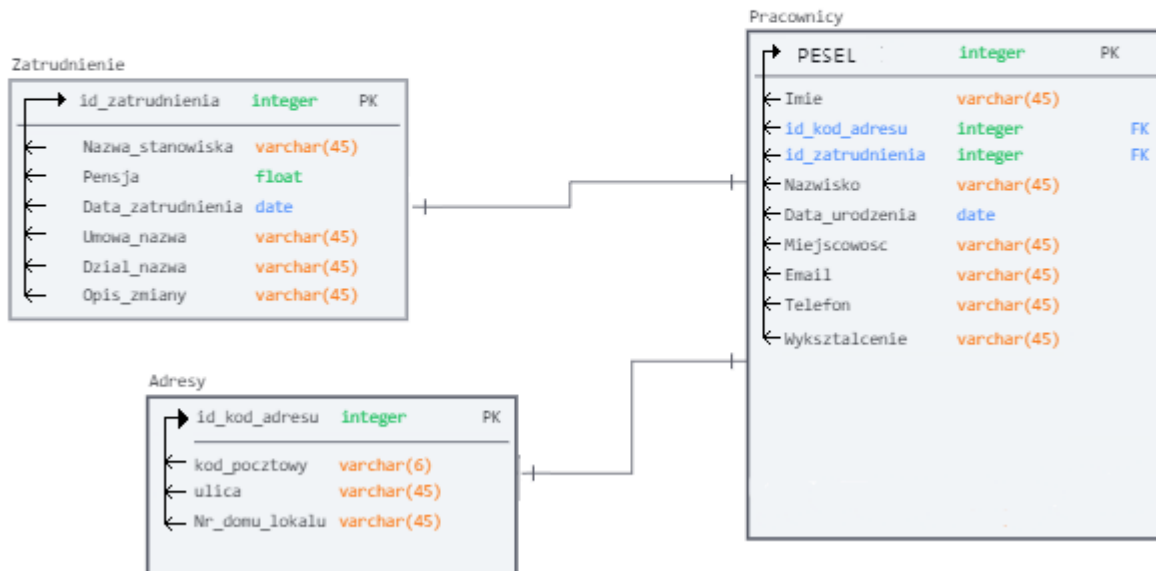 Pracownicy
PESEL integer PK
Imie varchar(45)
id_kod_adresu integer FK
id_zatrudnienia integer FK
Nazwisko varchar(45)
Data_urodzenia date
Miejscowosc varchar(45)
Email varchar(45)
Telefon varchar(45)
Wyksztalcenie varchar(45)
Zatrudnienie
id_zatrudnienia integer PK
Nazwa_stanowiska varchar(45)
Pensja float
Data_zatrudnienia date
Umowa_nazwa varchar(45)
Dzial_nazwa varchar(45)
Opis_zmiany varchar(45)
Adresy
id_kod_adresu integer PK
kod_pocztowy varchar(6)
ulica varchar(45)
Nr_domu_lokalu varchar(45)